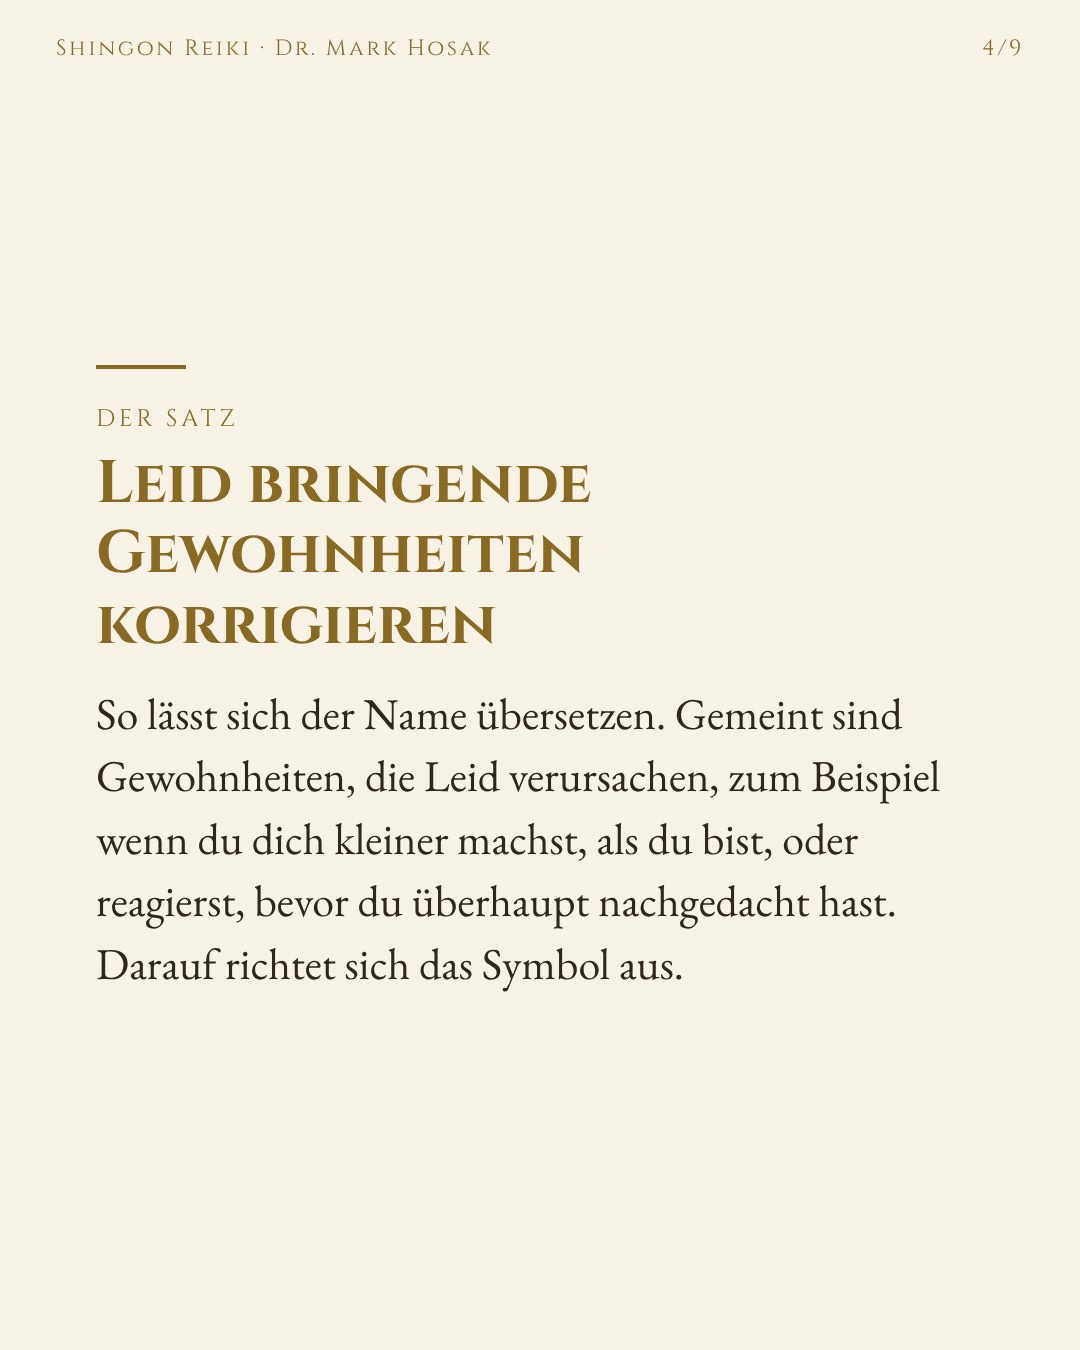 Shingon Reiki · Dr. Mark Hosak
4/9
DER SATZ
Leid bringende
Gewohnheiten
korrigieren
So lässt sich der Name übersetzen. Gemeint sind
Gewohnheiten, die Leid verursachen, zum Beispiel
wenn du dich kleiner machst, als du bist, oder
reagierst, bevor du überhaupt nachgedacht hast.
Darauf richtet sich das Symbol aus.